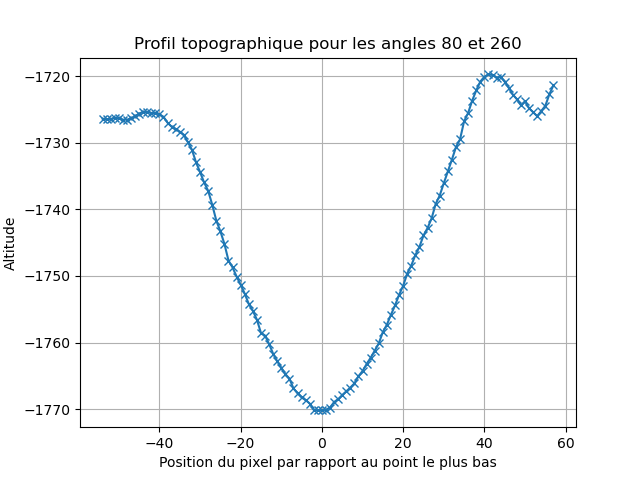 Profil topographique pour les angles 80 et 260
−1720
−1730
−1740
−1750
−1760
−1770
Altitude
−40 −20 0 20 40 60
Position du pixel par rapport au point le plus bas